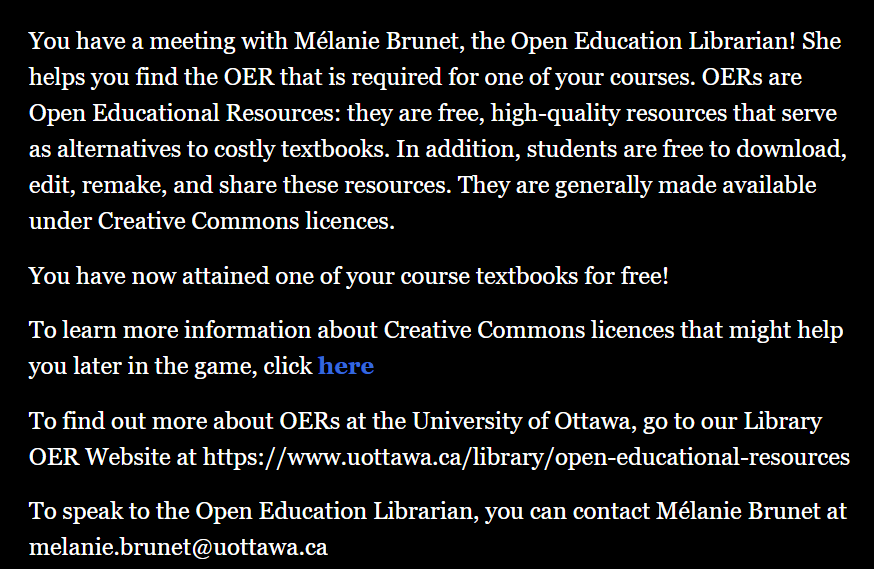 You have a meeting with Mélanie Brunet, the Open Education Librarian! She
helps you find the OER that is required for one of your courses. OERs are
Open Educational Resources: they are free, high-quality resources that serve
as alternatives to costly textbooks. In addition, students are free to download,
edit, remake, and share these resources. They are generally made available
under Creative Commons licences.
You have now attained one of your course textbooks for free!
To learn more information about Creative Commons licences that might help
you later in the game, click here
To find out more about OERs at the University of Ottawa, go to our Library
OER Website at https://www.uottawa.ca/library/open-educational-resources
To speak to the Open Education Librarian, you can contact Mélanie Brunet at
melanie.brunet@uottawa.ca